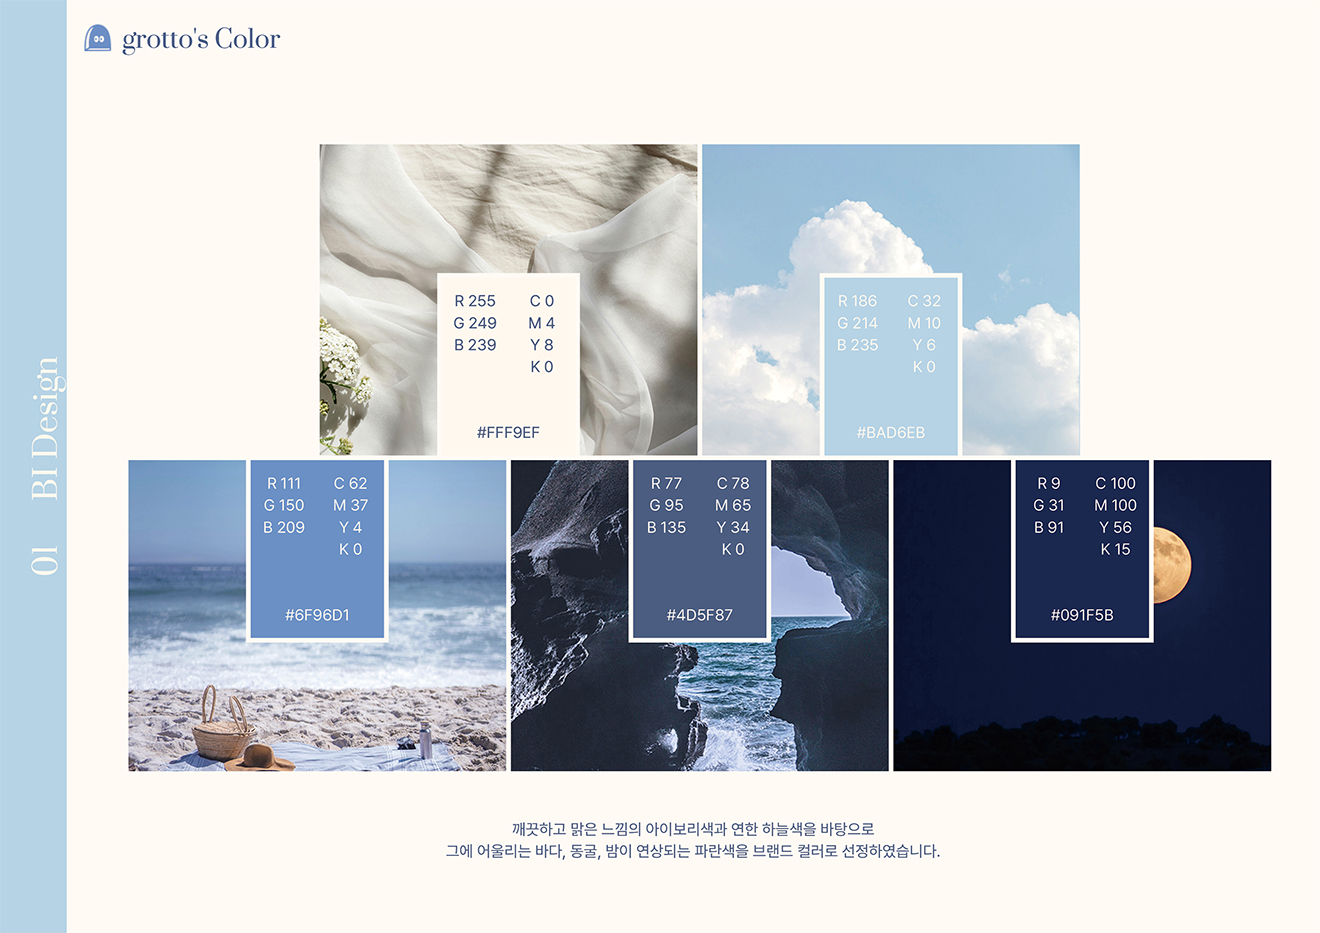 grotto's Color
01 BI Design
R 255 C 0
G 249 M 4
B 239 Y 8
K 0
#FFF9EF
R 186 C 32
G 214 M 10
B 235 Y 6
K 0
#BAD6EB
R 111 C 62
G 150 M 37
B 209 Y 4
K 0
#6F96D1
R 77 C 78
G 95 M 65
B 135 Y 34
K 0
#4D5F87
R 9 C 100
G 31 M 100
B 91 Y 56
K 15
#091F5B
깨끗하고 맑은 느낌의 아이보리색과 연한 하늘색을 바탕으로
그에 어울리는 바다, 동굴, 밤이 연상되는 파란색을 브랜드 컬러로 선정하였습니다.